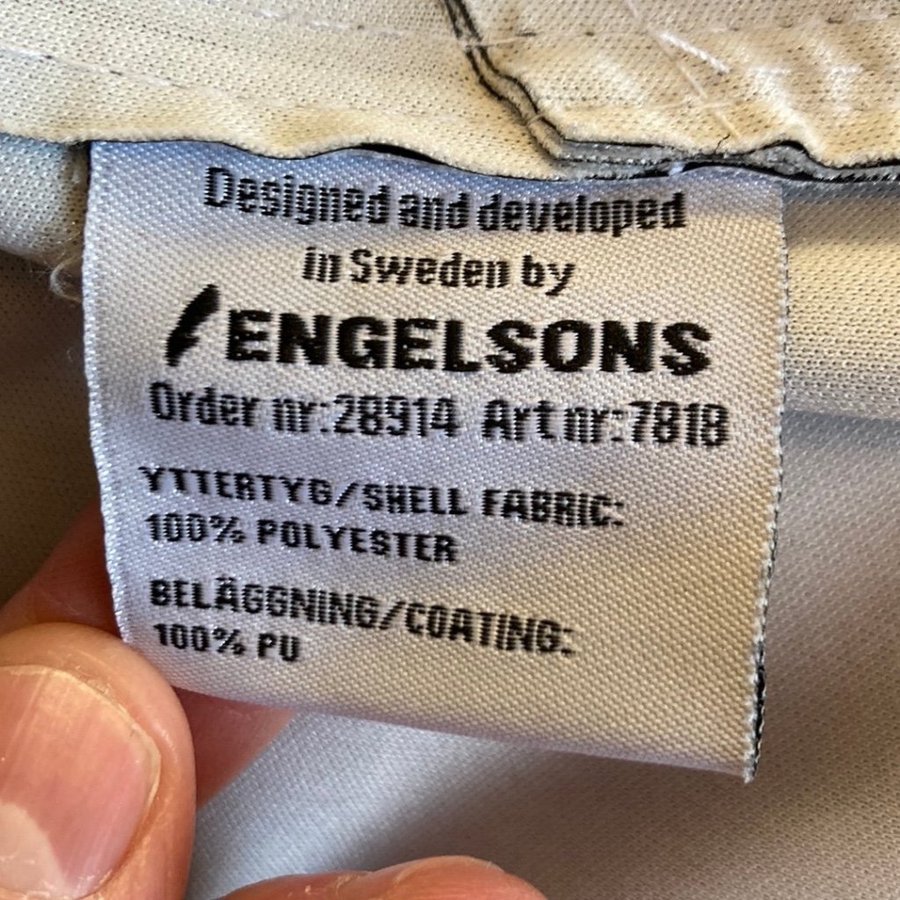 Designed and developed
in Sweden by
ENGELSONS
Order nr:28914 Art nr:7818
YTTERTYG/SHELL FABRIC:
100% POLYESTER
BELÄGGNING/COATING:
100% PU